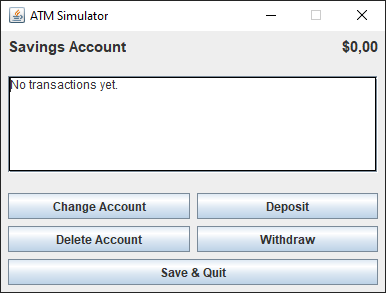 ATM Simulator
Savings Account $0,00
No transactions yet.
Change Account Deposit
Delete Account Withdraw
Save & Quit